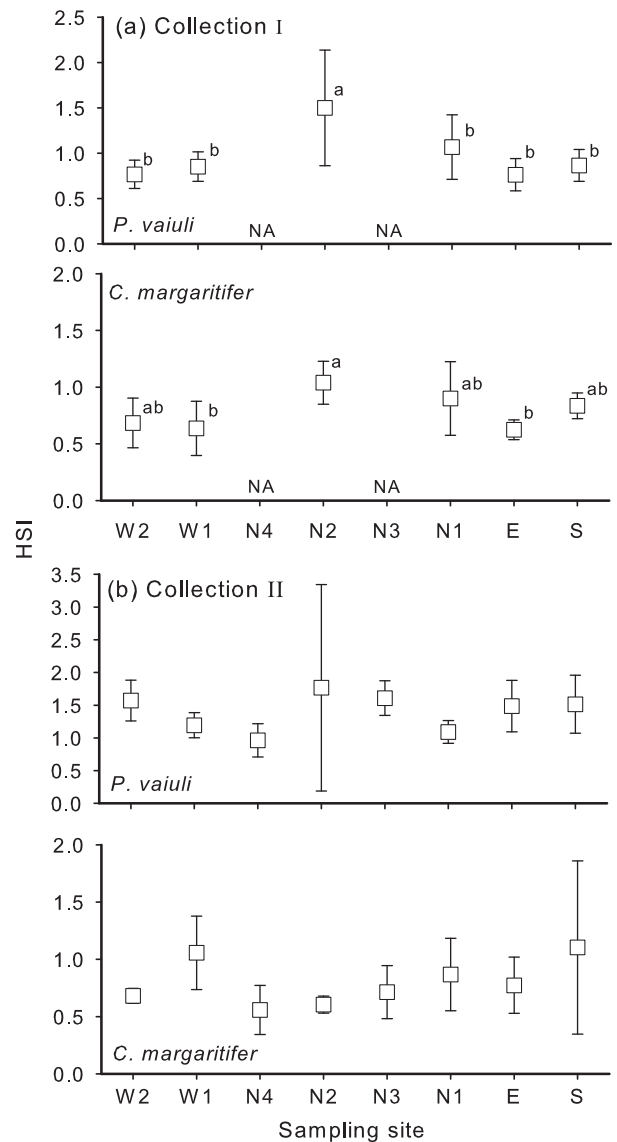 (a) Collection I
2.5
2.0
1.5
1.0
0.5
0.0
b
b
a
b
b
b
P. vaiuli
NA
NA
C. margaritifer
2.0
1.5
1.0
0.5
0.0
ab
b
a
ab
b
ab
NA
NA
W2 W1 N4 N2 N3 N1 E S
HSI
(b) Collection II
3.5
3.0
2.5
2.0
1.5
1.0
0.5
0.0
P. vaiuli
2.0
1.5
1.0
0.5
0.0
C. margaritifer
W2 W1 N4 N2 N3 N1 E S
Sampling site